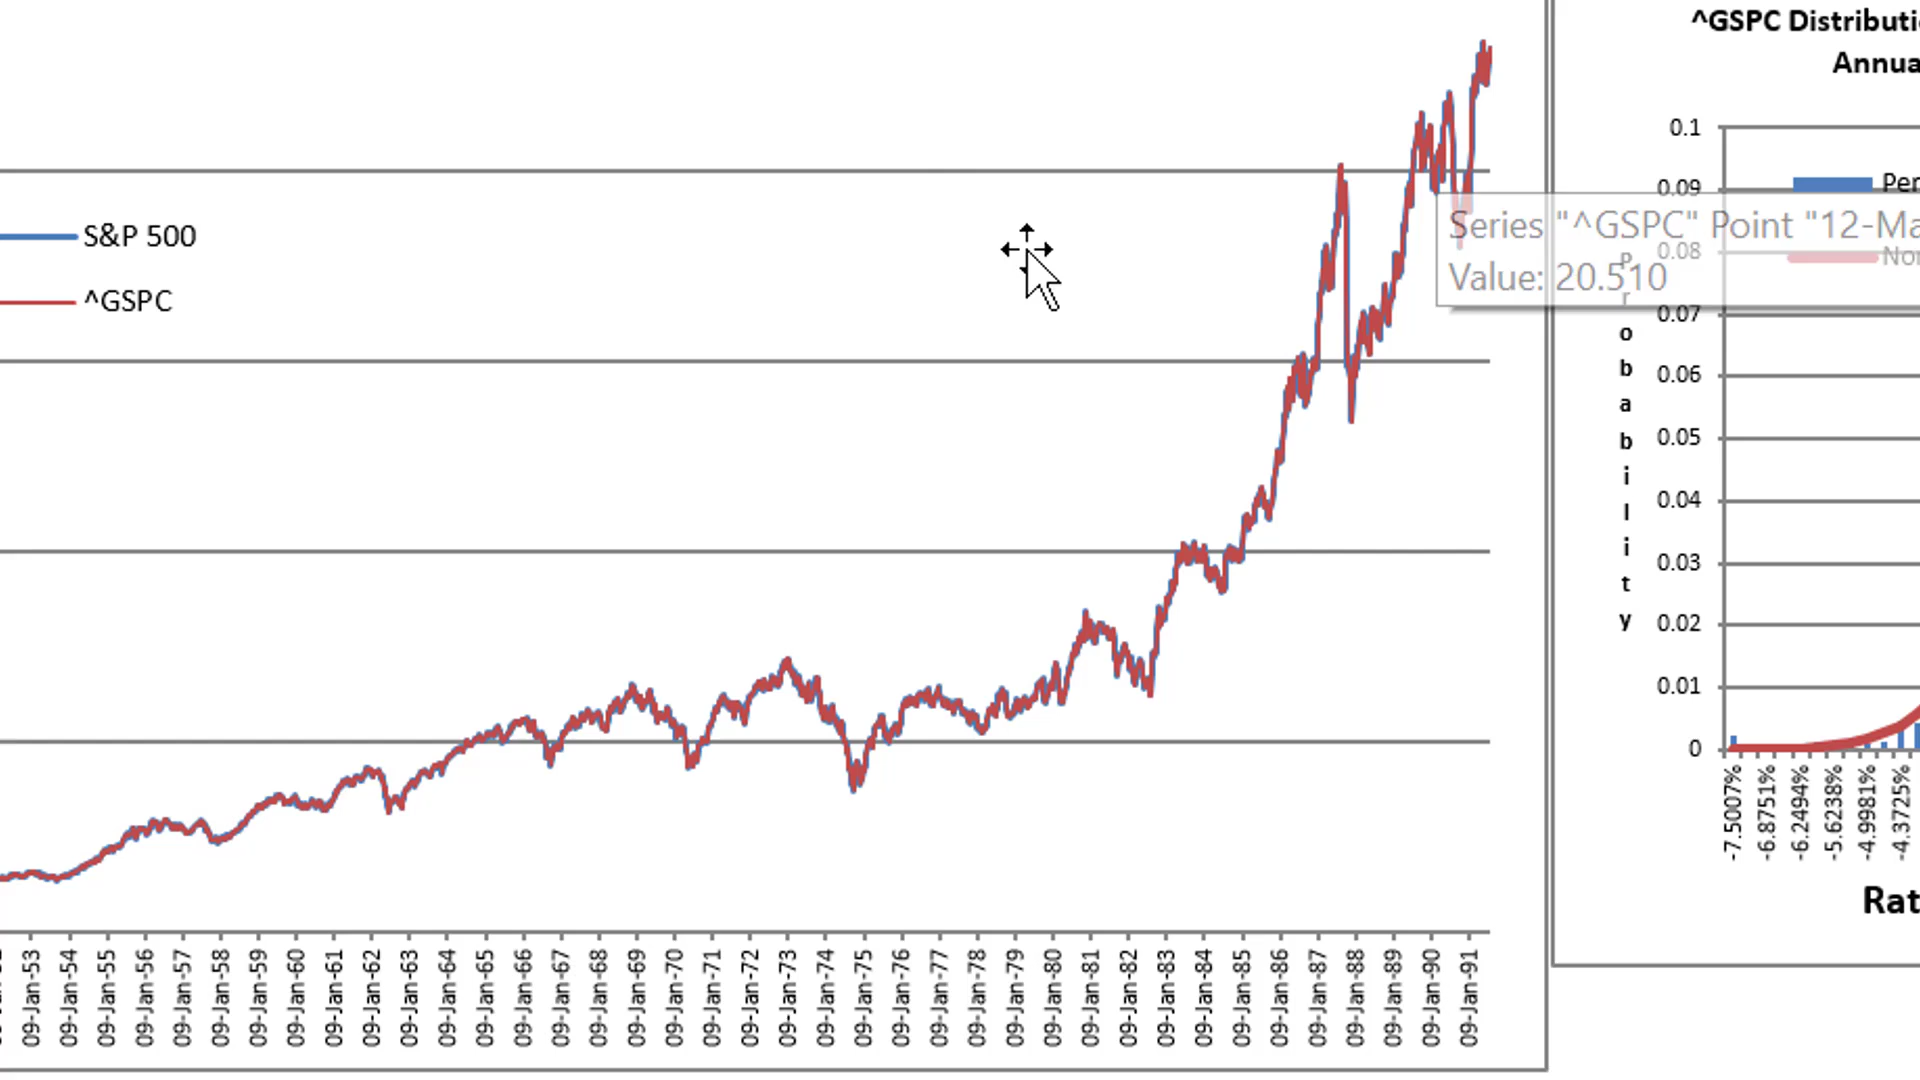 S&P 500
^GSPC
09-Jan-53
09-Jan-54
09-Jan-55
09-Jan-56
09-Jan-57
09-Jan-58
09-Jan-59
09-Jan-60
09-Jan-61
09-Jan-62
09-Jan-63
09-Jan-64
09-Jan-65
09-Jan-66
09-Jan-67
09-Jan-68
09-Jan-69
09-Jan-70
09-Jan-71
09-Jan-72
09-Jan-73
09-Jan-74
09-Jan-75
09-Jan-76
09-Jan-77
09-Jan-78
09-Jan-79
09-Jan-80
09-Jan-81
09-Jan-82
09-Jan-83
09-Jan-84
09-Jan-85
09-Jan-86
09-Jan-87
09-Jan-88
09-Jan-89
09-Jan-90
09-Jan-91
Series "^GSPC" Point "12-Ma
Value: 20.510
^GSPC Distributi
Annua
Per
Nor
Probability
0.1
0.09
0.08
0.07
0.06
0.05
0.04
0.03
0.02
0.01
0
-7.5007%
-6.8751%
-6.2494%
-5.6238%
-4.9981%
-4.3725%
Rat